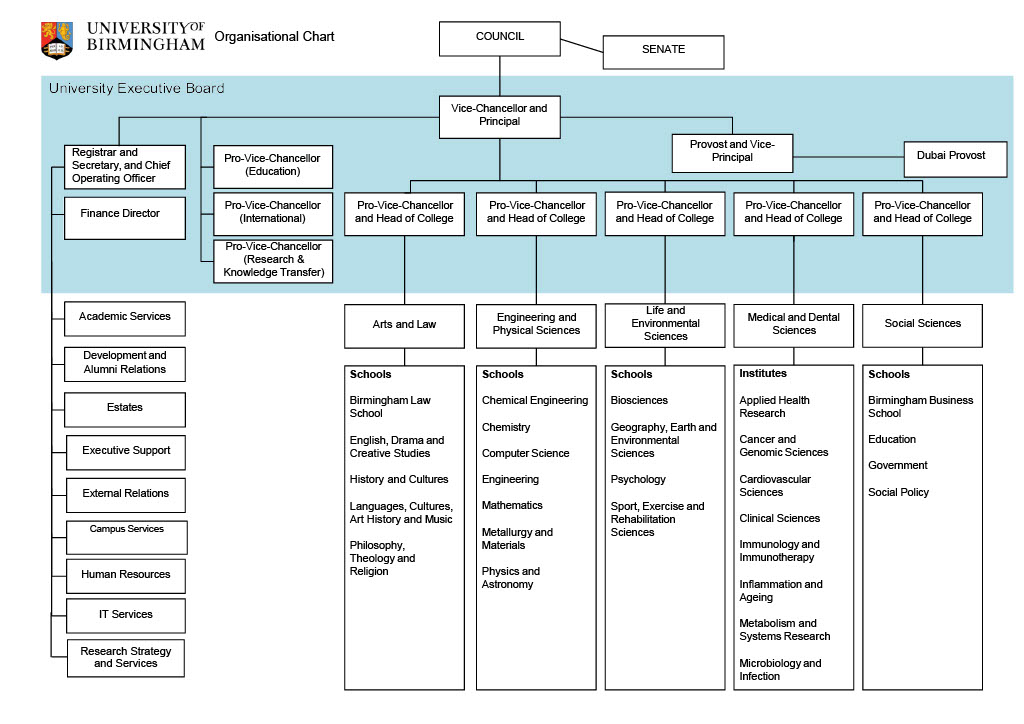 UNIVERSITY OF
BIRMINGHAM
Organisational Chart
COUNCIL
SENATE
University Executive Board
Vice-Chancellor and
Principal
Registrar and
Secretary, and Chief
Operating Officer
Finance Director
Pro-Vice-Chancellor
(Education)
Pro-Vice-Chancellor
(International)
Pro-Vice-Chancellor
(Research &
Knowledge Transfer)
Provost and Vice-
Principal
Dubai Provost
Pro-Vice-Chancellor
and Head of College
Pro-Vice-Chancellor
and Head of College
Pro-Vice-Chancellor
and Head of College
Pro-Vice-Chancellor
and Head of College
Pro-Vice-Chancellor
and Head of College
Academic Services
Development and
Alumni Relations
Estates
Executive Support
External Relations
Campus Services
Human Resources
IT Services
Research Strategy
and Services
Arts and Law
Schools
Birmingham Law
School
English, Drama and
Creative Studies
History and Cultures
Languages, Cultures,
Art History and Music
Philosophy,
Theology and
Religion
Engineering and
Physical Sciences
Schools
Chemical Engineering
Chemistry
Computer Science
Engineering
Mathematics
Metallurgy and
Materials
Physics and
Astronomy
Life and
Environmental
Sciences
Schools
Biosciences
Geography, Earth and
Environmental
Sciences
Psychology
Sport, Exercise and
Rehabilitation
Sciences
Medical and Dental
Sciences
Institutes
Applied Health
Research
Cancer and
Genomic Sciences
Cardiovascular
Sciences
Clinical Sciences
Immunology and
Immunotherapy
Inflammation and
Ageing
Metabolism and
Systems Research
Microbiology and
Infection
Social Sciences
Schools
Birmingham Business
School
Education
Government
Social Policy